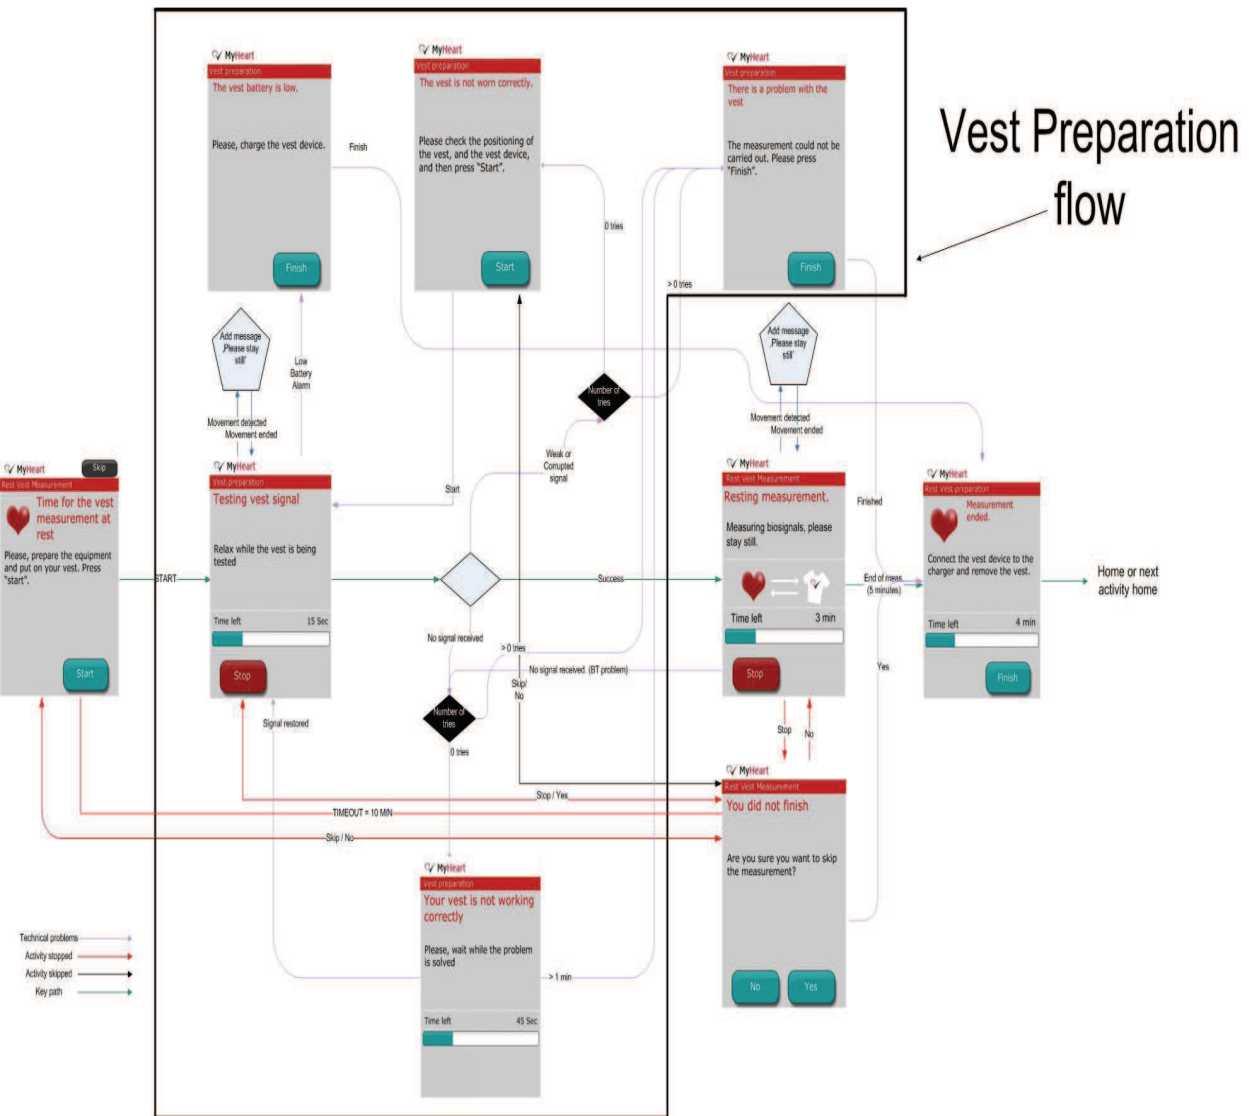 Vest Preparation
flow
MyHeart
Vest preparation
The vest battery is low.
Please, charge the vest device.
Finish
MyHeart
Vest preparation
The vest is not worn correctly.
Please check the positioning of
the vest, and the vest device,
and then press "Start".
Start
MyHeart
Vest preparation
There is a problem with the
vest
The measurement could not be
carried out. Please press
"Finish".
Finish
Finish
0 tries
> 0 tries
Add message
‚Please stay
still'
Low
Battery
Alarm
Movement detected
Movement ended
Number of
tries
Weak or
Corrupted
signal
Start
Add message
‚Please stay
still'
Movement detected
Movement ended
Finished
MyHeart
Skip
Rest Vest Measurement
Time for the vest
measurement at
rest
Please, prepare the equipment
and put on your vest. Press
"start".
Start
START
MyHeart
Vest preparation
Testing vest signal
Relax while the vest is being
tested
Time left 15 Sec
Stop
Success
No signal received
> 0 tries
No signal received. (BT problem)
Number of
tries
0 tries
Skip/
No
Signal restored
MyHeart
Rest Vest Measurement
Resting measurement.
Measuring biosignals, please
stay still.
Time left 3 min
Stop
End of meas.
(5 minutes)
Yes
MyHeart
Rest Vest preparation
Measurement
ended.
Connect the vest device to the
charger and remove the vest.
Time left 4 min
Finish
Home or next
activity home
Stop
No
Stop / Yes
TIMEOUT = 10 MIN
Skip / No
MyHeart
Rest Vest Measurement
You did not finish
Are you sure you want to skip
the measurement?
No
Yes
MyHeart
Vest preparation
Your vest is not working
correctly
Please, wait while the problem
is solved
Time left 45 Sec
> 1 min
Technical problems
Activity stopped
Activity skipped
Key path